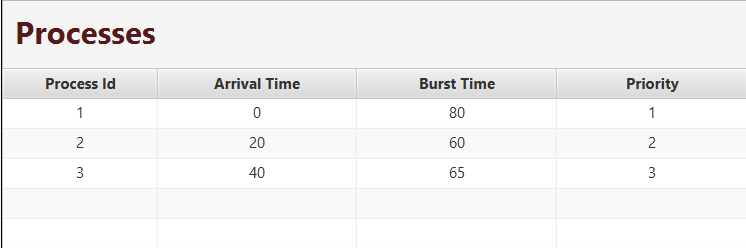 Processes
Process Id Arrival Time Burst Time Priority
1 0 80 1
2 20 60 2
3 40 65 3